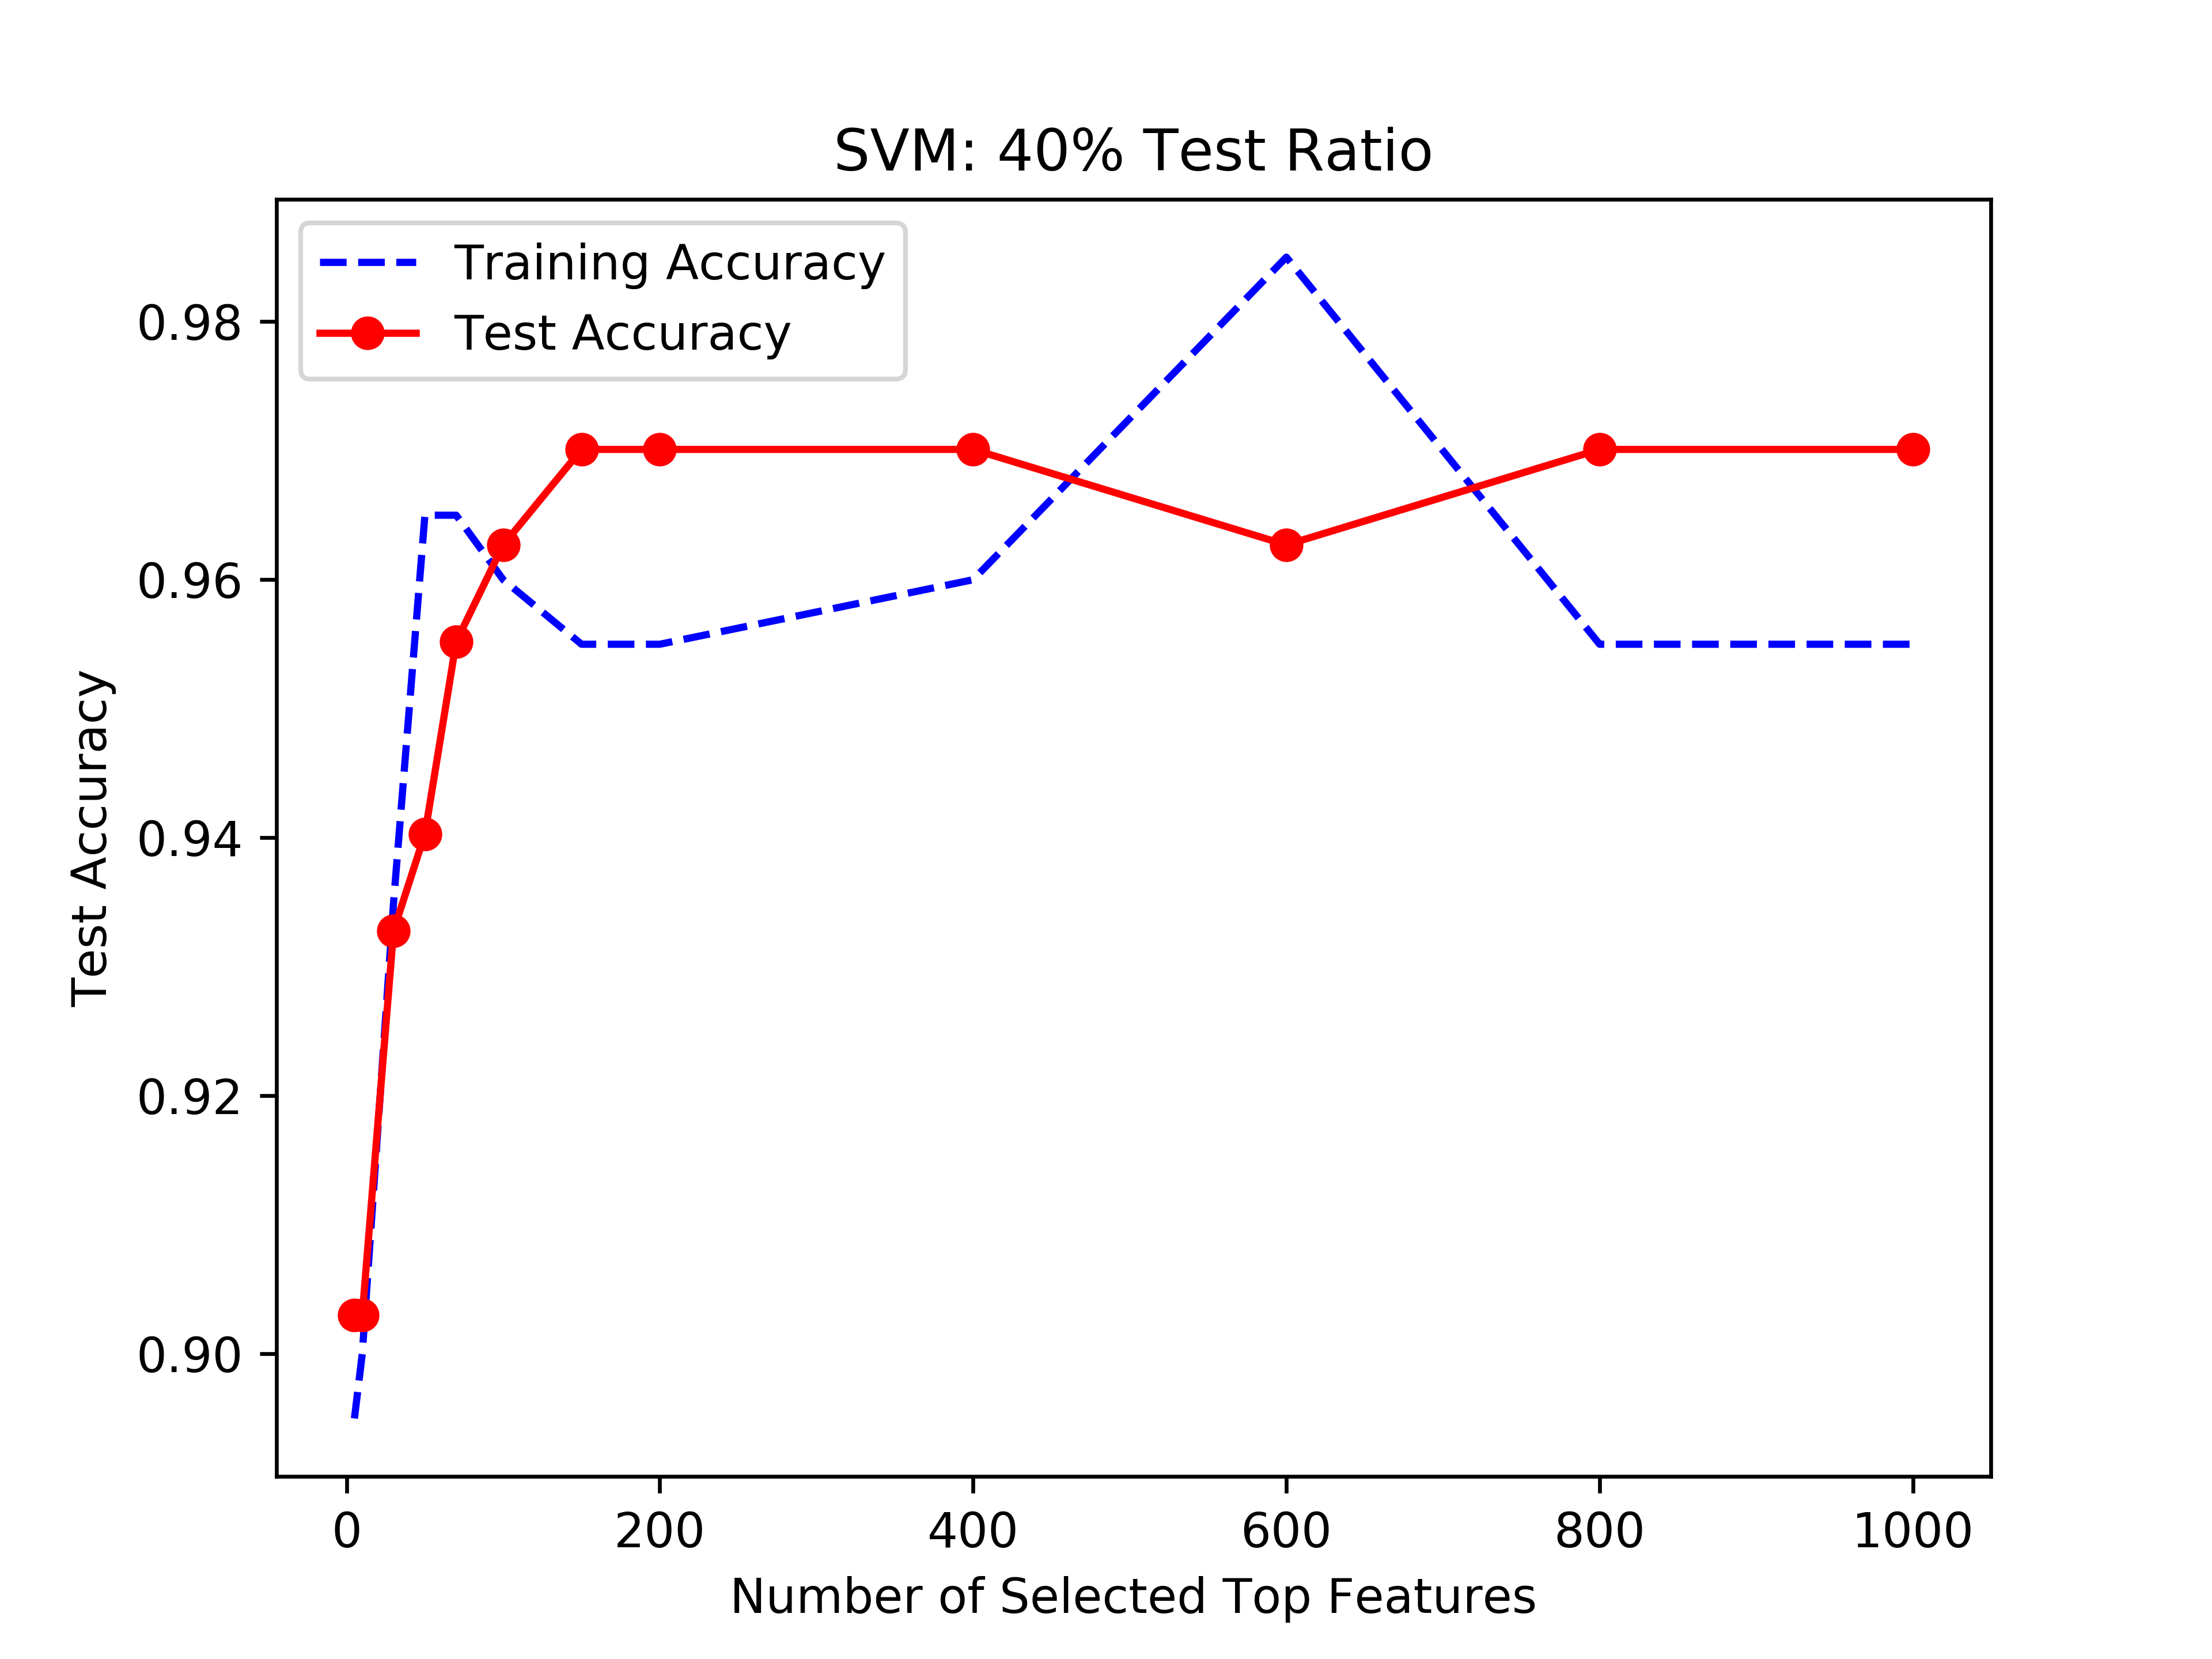 SVM: 40% Test Ratio
Training Accuracy
Test Accuracy
0.98
0.96
0.94
0.92
0.90
Test Accuracy
0 200 400 600 800 1000
Number of Selected Top Features